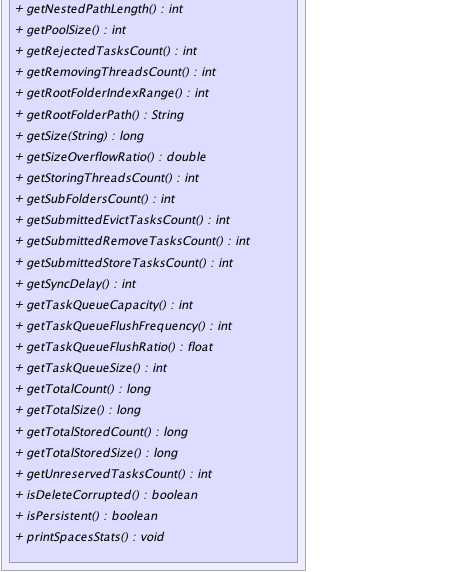 + getNestedPathLength() : int
+ getPoolSize() : int
+ getRejectedTasksCount() : int
+ getRemovingThreadsCount() : int
+ getRootFolderIndexRange() : int
+ getRootFolderPath() : String
+ getSize(String) : long
+ getSizeOverflowRatio() : double
+ getStoringThreadsCount() : int
+ getSubFoldersCount() : int
+ getSubmittedEvictTasksCount() : int
+ getSubmittedRemoveTasksCount() : int
+ getSubmittedStoreTasksCount() : int
+ getSyncDelay() : int
+ getTaskQueueCapacity() : int
+ getTaskQueueFlushFrequency() : int
+ getTaskQueueFlushRatio() : float
+ getTaskQueueSize() : int
+ getTotalCount() : long
+ getTotalSize() : long
+ getTotalStoredCount() : long
+ getTotalStoredSize() : long
+ getUnreservedTasksCount() : int
+ isDeleteCorrupted() : boolean
+ isPersistent() : boolean
+ printSpacesStats() : void